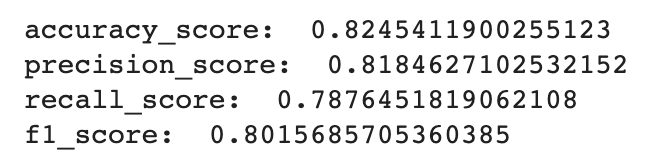 accuracy_score:  0.8245411900255123
precision_score:  0.8184627102532152
recall_score:  0.7876451819062108
f1_score:  0.8015685705360385